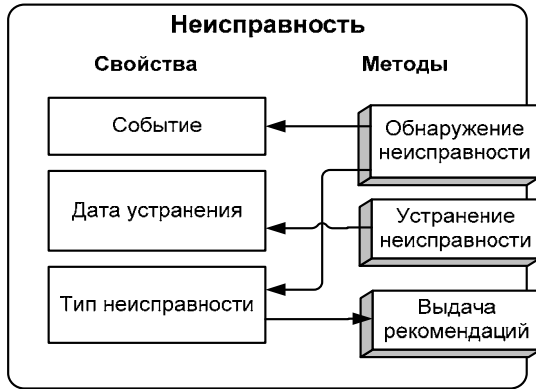 Неисправность
Свойства
Методы
Событие
Обнаружение
неисправности
Дата устранения
Устранение
неисправности
Тип неисправности
Выдача
рекомендаций